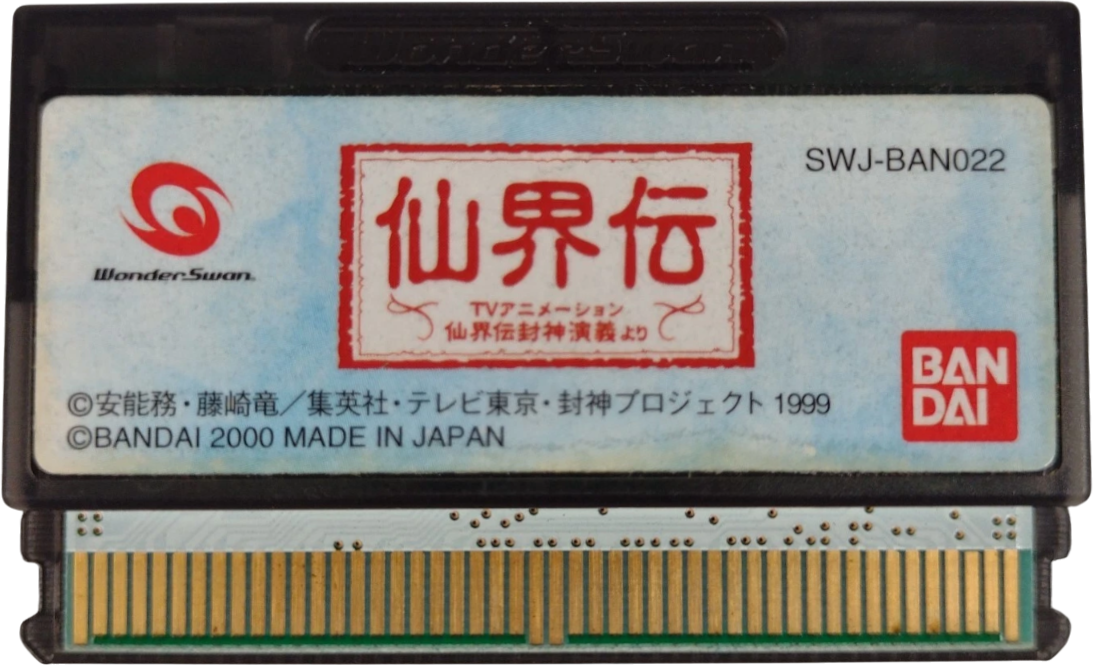 WonderSwan
WonderSwan
SWJ-BAN022
仙界伝
TVアニメーション
仙界伝封神演義より
BAN
DAI
©安能務・藤崎竜／集英社・テレビ東京・封神プロジェクト 1999
©BANDAI 2000 MADE IN JAPAN